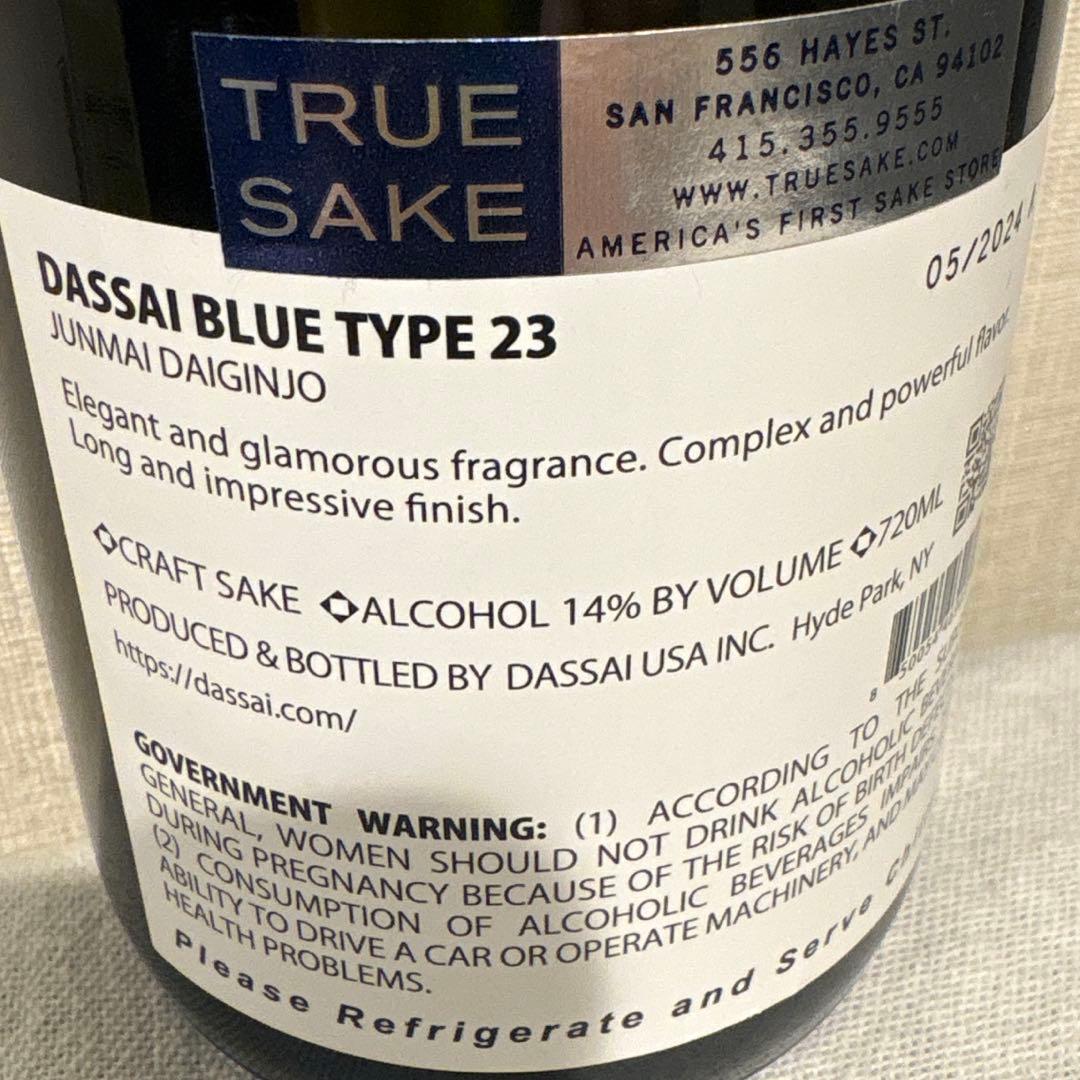 TRUE
SAKE
556 HAYES ST.
SAN FRANCISCO, CA 94102
415.355.9555
WWW.TRUESAKE.COM
AMERICA'S FIRST SAKE STORE
05/2024
DASSAI BLUE TYPE 23
JUNMAI DAIGINJO
Elegant and glamorous fragrance. Complex and powerful flavor.
Long and impressive finish.
CRAFT SAKE ALCOHOL 14% BY VOLUME 720ML
PRODUCED & BOTTLED BY DASSAI USA INC. Hyde Park, NY
https://dassai.com/
GOVERNMENT WARNING: (1) ACCORDING TO THE
GENERAL, WOMEN SHOULD NOT DRINK ALCOHOLIC
DURING PREGNANCY BECAUSE OF THE RISK OF BIRTH
(2) CONSUMPTION OF ALCOHOLIC BEVERAGES
ABILITY TO DRIVE A CAR OR OPERATE MACHINERY, AND
HEALTH PROBLEMS.
Please Refrigerate and Serve